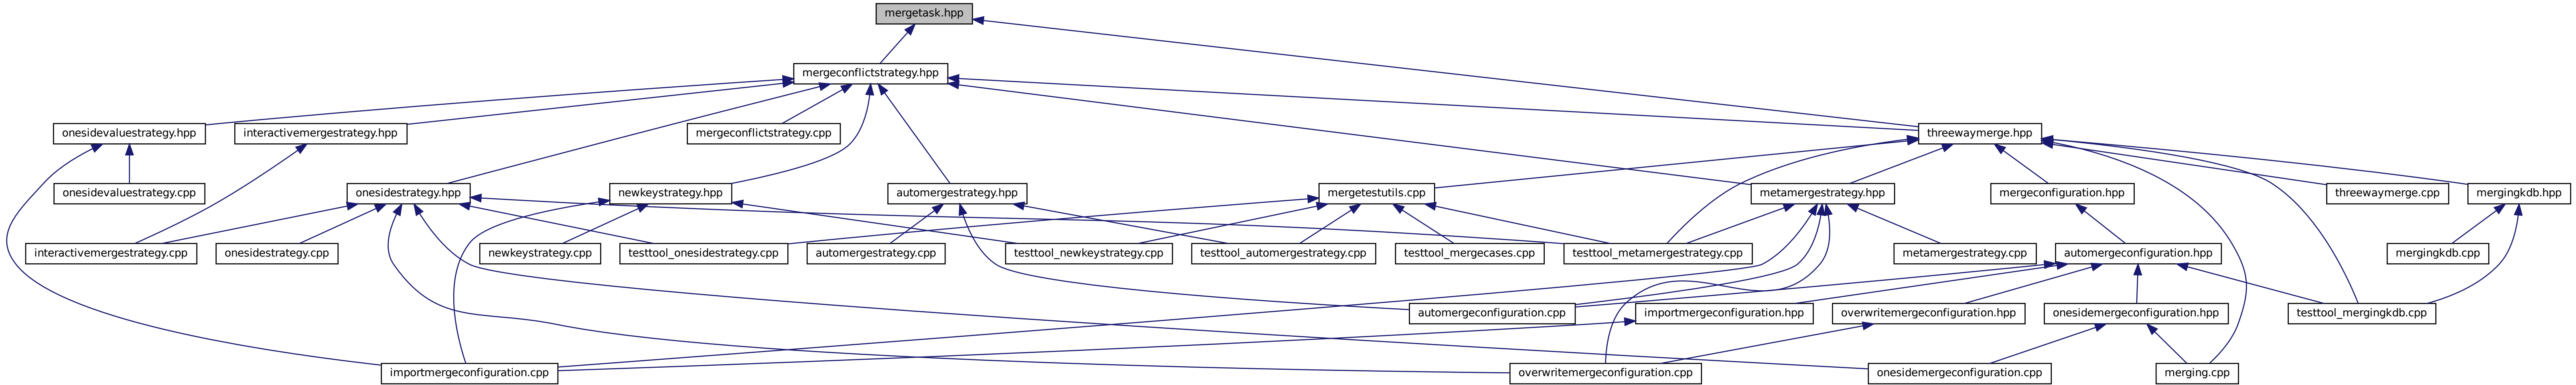 mergetask.hpp
mergeconflictstrategy.hpp
onesidevaluestrategy.hpp
interactivemergestrategy.hpp
mergeconflictstrategy.cpp
threewaymerge.hpp
onesidevaluestrategy.cpp
onesidestrategy.hpp
newkeystrategy.hpp
automergestrategy.hpp
mergetestutils.cpp
metamergestrategy.hpp
mergeconfiguration.hpp
threewaymerge.cpp
mergingkdb.hpp
interactivemergestrategy.cpp
onesidestrategy.cpp
newkeystrategy.cpp
testtool_onesidestrategy.cpp
automergestrategy.cpp
testtool_newkeystrategy.cpp
testtool_automergestrategy.cpp
testtool_mergecases.cpp
testtool_metamergestrategy.cpp
metamergestrategy.cpp
automergeconfiguration.hpp
mergingkdb.cpp
automergeconfiguration.cpp
importmergeconfiguration.hpp
overwritemergeconfiguration.hpp
onesidemergeconfiguration.hpp
testtool_mergingkdb.cpp
importmergeconfiguration.cpp
overwritemergeconfiguration.cpp
onesidemergeconfiguration.cpp
merging.cpp